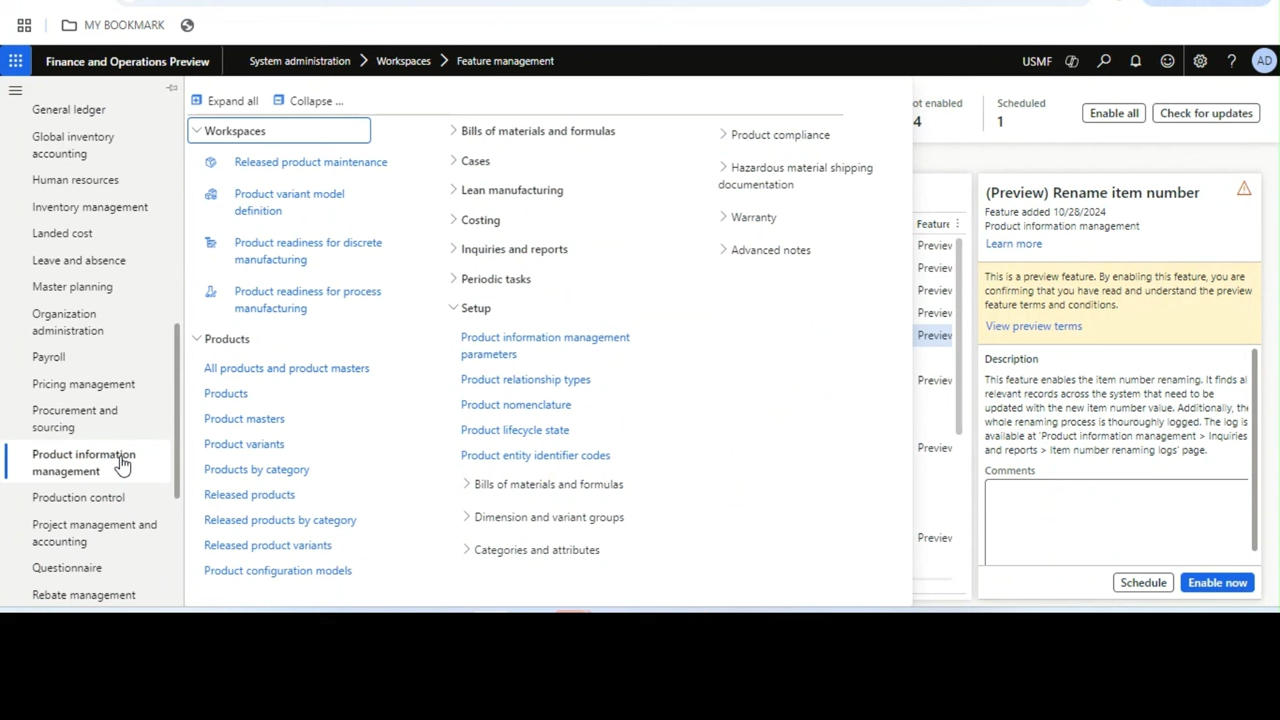 MY BOOKMARK
Finance and Operations Preview
System administration
Workspaces
Feature management
USMF
AD
General ledger
Global inventory
accounting
Human resources
Inventory management
Landed cost
Leave and absence
Master planning
Organization
administration
Payroll
Pricing management
Procurement and
sourcing
Product information
management
Production control
Project management and
accounting
Questionnaire
Rebate management
Expand all
Collapse ...
Workspaces
Released product maintenance
Product variant model
definition
Product readiness for discrete
manufacturing
Product readiness for process
manufacturing
Products
All products and product masters
Products
Product masters
Product variants
Products by category
Released products
Released products by category
Released product variants
Product configuration models
Bills of materials and formulas
Cases
Lean manufacturing
Costing
Inquiries and reports
Periodic tasks
Setup
Product information management
parameters
Product relationship types
Product nomenclature
Product lifecycle state
Product entity identifier codes
Bills of materials and formulas
Dimension and variant groups
Categories and attributes
Product compliance
Hazardous material shipping
documentation
Warranty
Advanced notes
ot enabled
4
Scheduled
1
Enable all
Check for updates
Feature
Preview
Preview
Preview
Preview
Preview
Preview
Preview
Preview
(Preview) Rename item number
Feature added 10/28/2024
Product information management
Learn more
This is a preview feature. By enabling this feature, you are
confirming that you have read and understand the preview
feature terms and conditions.
View preview terms
Description
This feature enables the item number renaming. It finds al
relevant records across the system that need to be
updated with the new item number value. Additionally, the
whole renaming process is thouroughly logged. The log is
available at 'Product information management > Inquiries
and reports > Item number renaming logs' page.
Comments
Schedule
Enable now